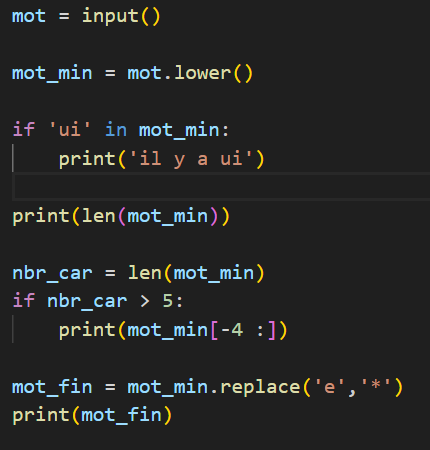 mot = input()
mot_min = mot.lower()
if 'ui' in mot_min:
    print('il y a ui')
print(len(mot_min))
nbr_car = len(mot_min)
if nbr_car > 5:
    print(mot_min[-4 :])
mot_fin = mot_min.replace('e','*')
print(mot_fin)